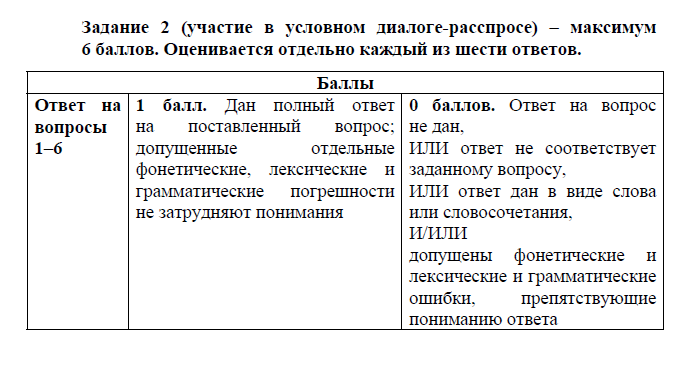 Задание 2 (участие в условном диалоге-расспросе) – максимум
6 баллов. Оценивается отдельно каждый из шести ответов.
Баллы
Ответ на
вопросы
1–6
1 балл. Дан полный ответ
на поставленный вопрос;
допущенные отдельные
фонетические, лексические и
грамматические погрешности
не затрудняют понимания
0 баллов. Ответ на вопрос
не дан,
ИЛИ ответ не соответствует
заданному вопросу,
ИЛИ ответ дан в виде слова
или словосочетания,
И/ИЛИ
допущены фонетические и
лексические и грамматические
ошибки, препятствующие
пониманию ответа